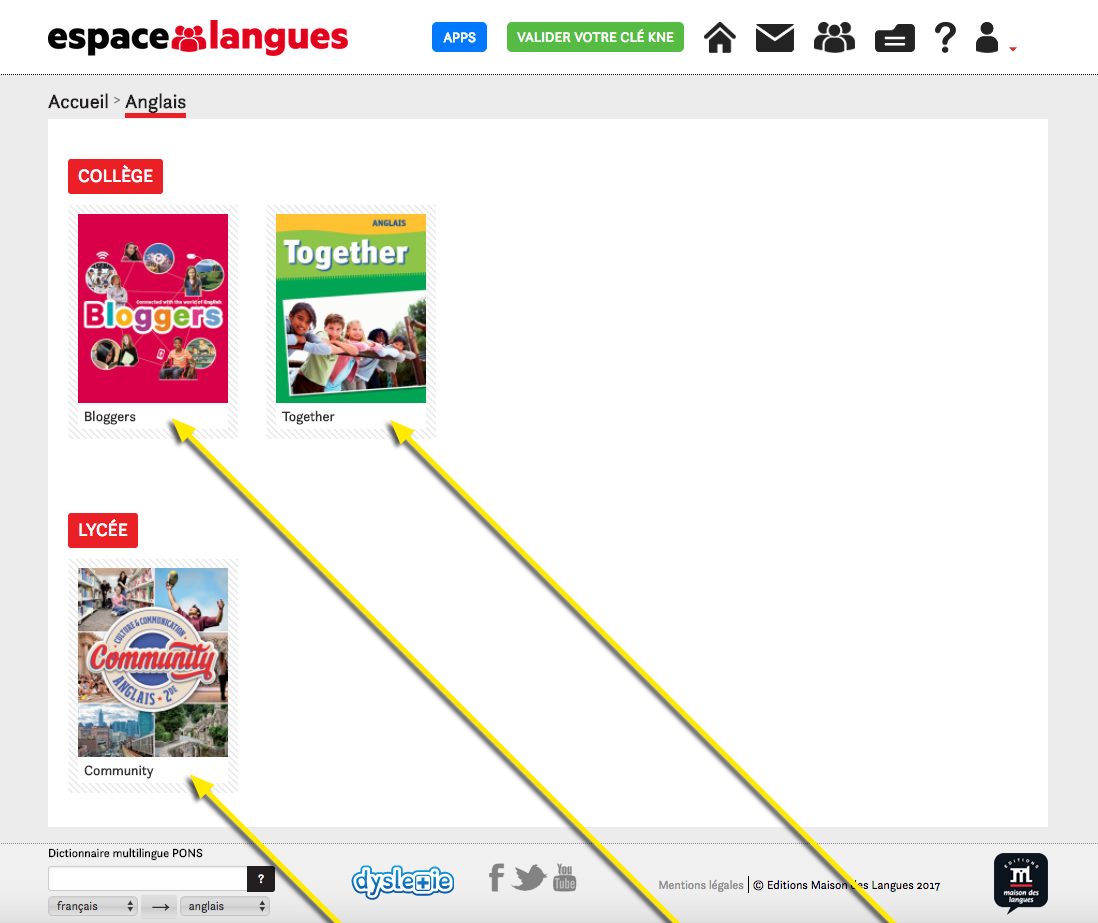 espace langues
APPS
VALIDER VOTRE CLÉ KNE
?
Accueil > Anglais
COLLÈGE
Connected with the world of English
Bloggers
Bloggers
ANGLAIS
Together
Together
LYCÉE
CULTURE & COMMUNICATION
Community
ANGLAIS • 2DE
Community
Dictionnaire multilingue PONS
?
français → anglais
dyslexie
f
You Tube
Mentions légales | © Editions Maison des Langues 2017
EDITIONS
m
maison des langues